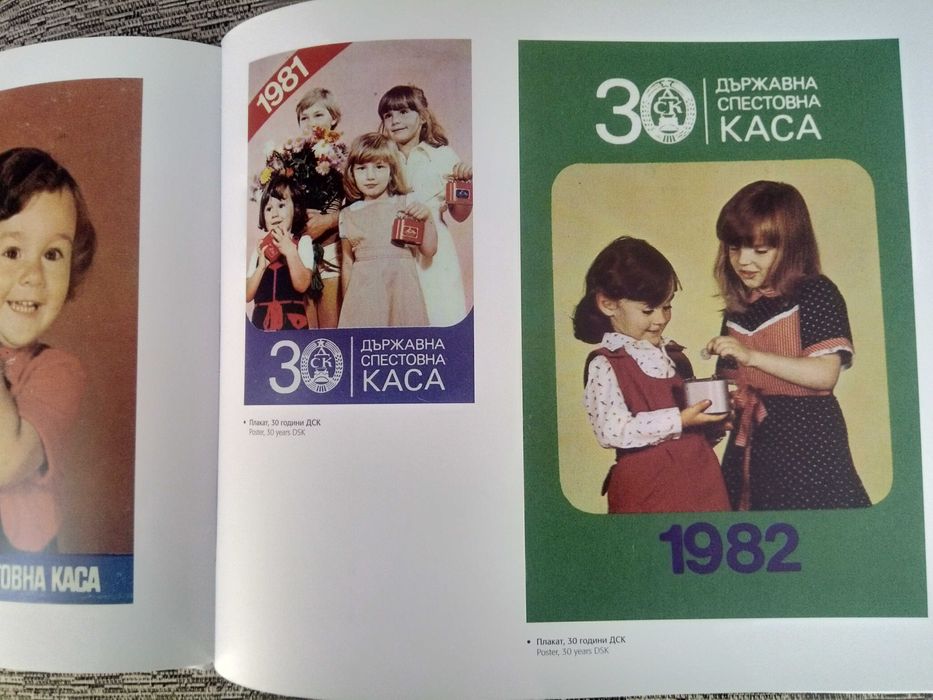 ОВНА КАСА
1981
30
ДСК
ДЪРЖАВНА
СПЕСТОВНА
КАСА
• Плакат, 30 години ДСК
Poster, 30 years DSK
30
ДСК
ДЪРЖАВНА
СПЕСТОВНА
КАСА
1982
• Плакат, 30 години ДСК
Poster, 30 years DSK